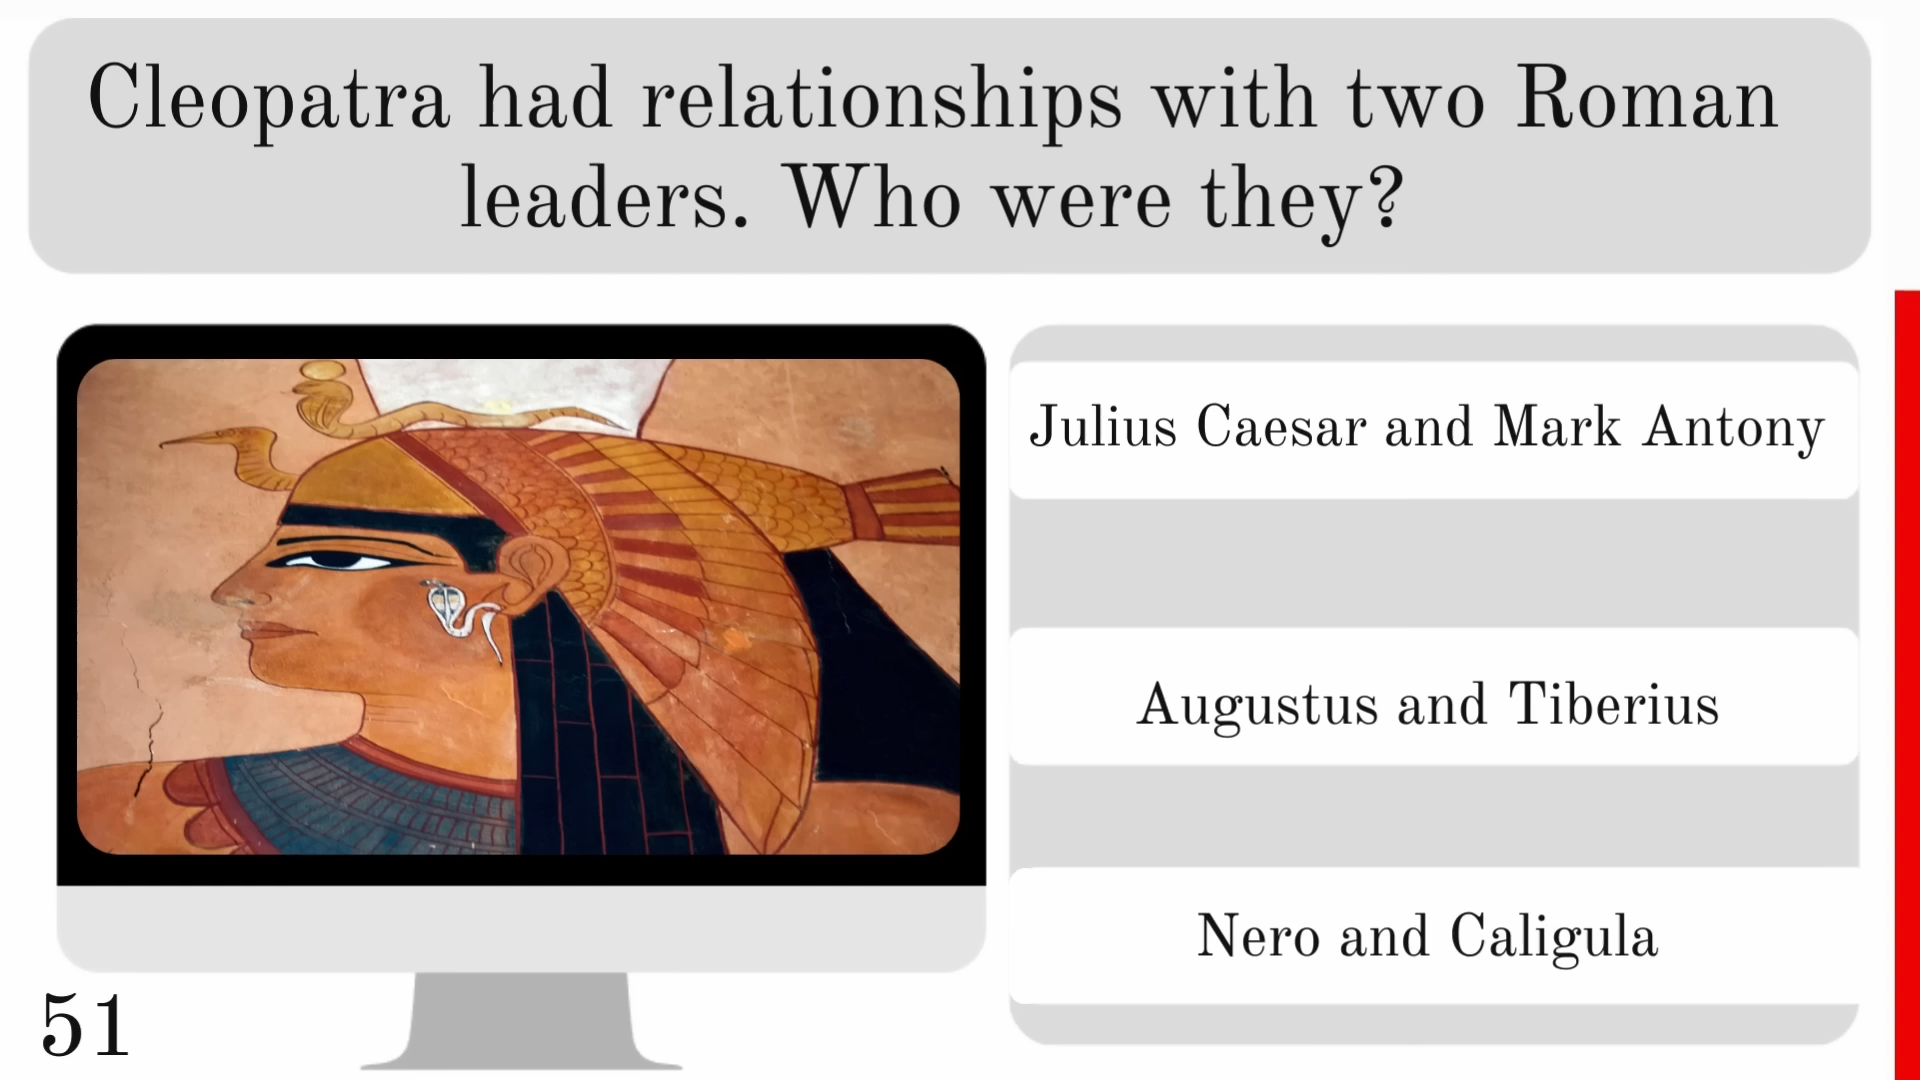 Cleopatra had relationships with two Roman
leaders. Who were they?
Julius Caesar and Mark Antony
Augustus and Tiberius
Nero and Caligula
51